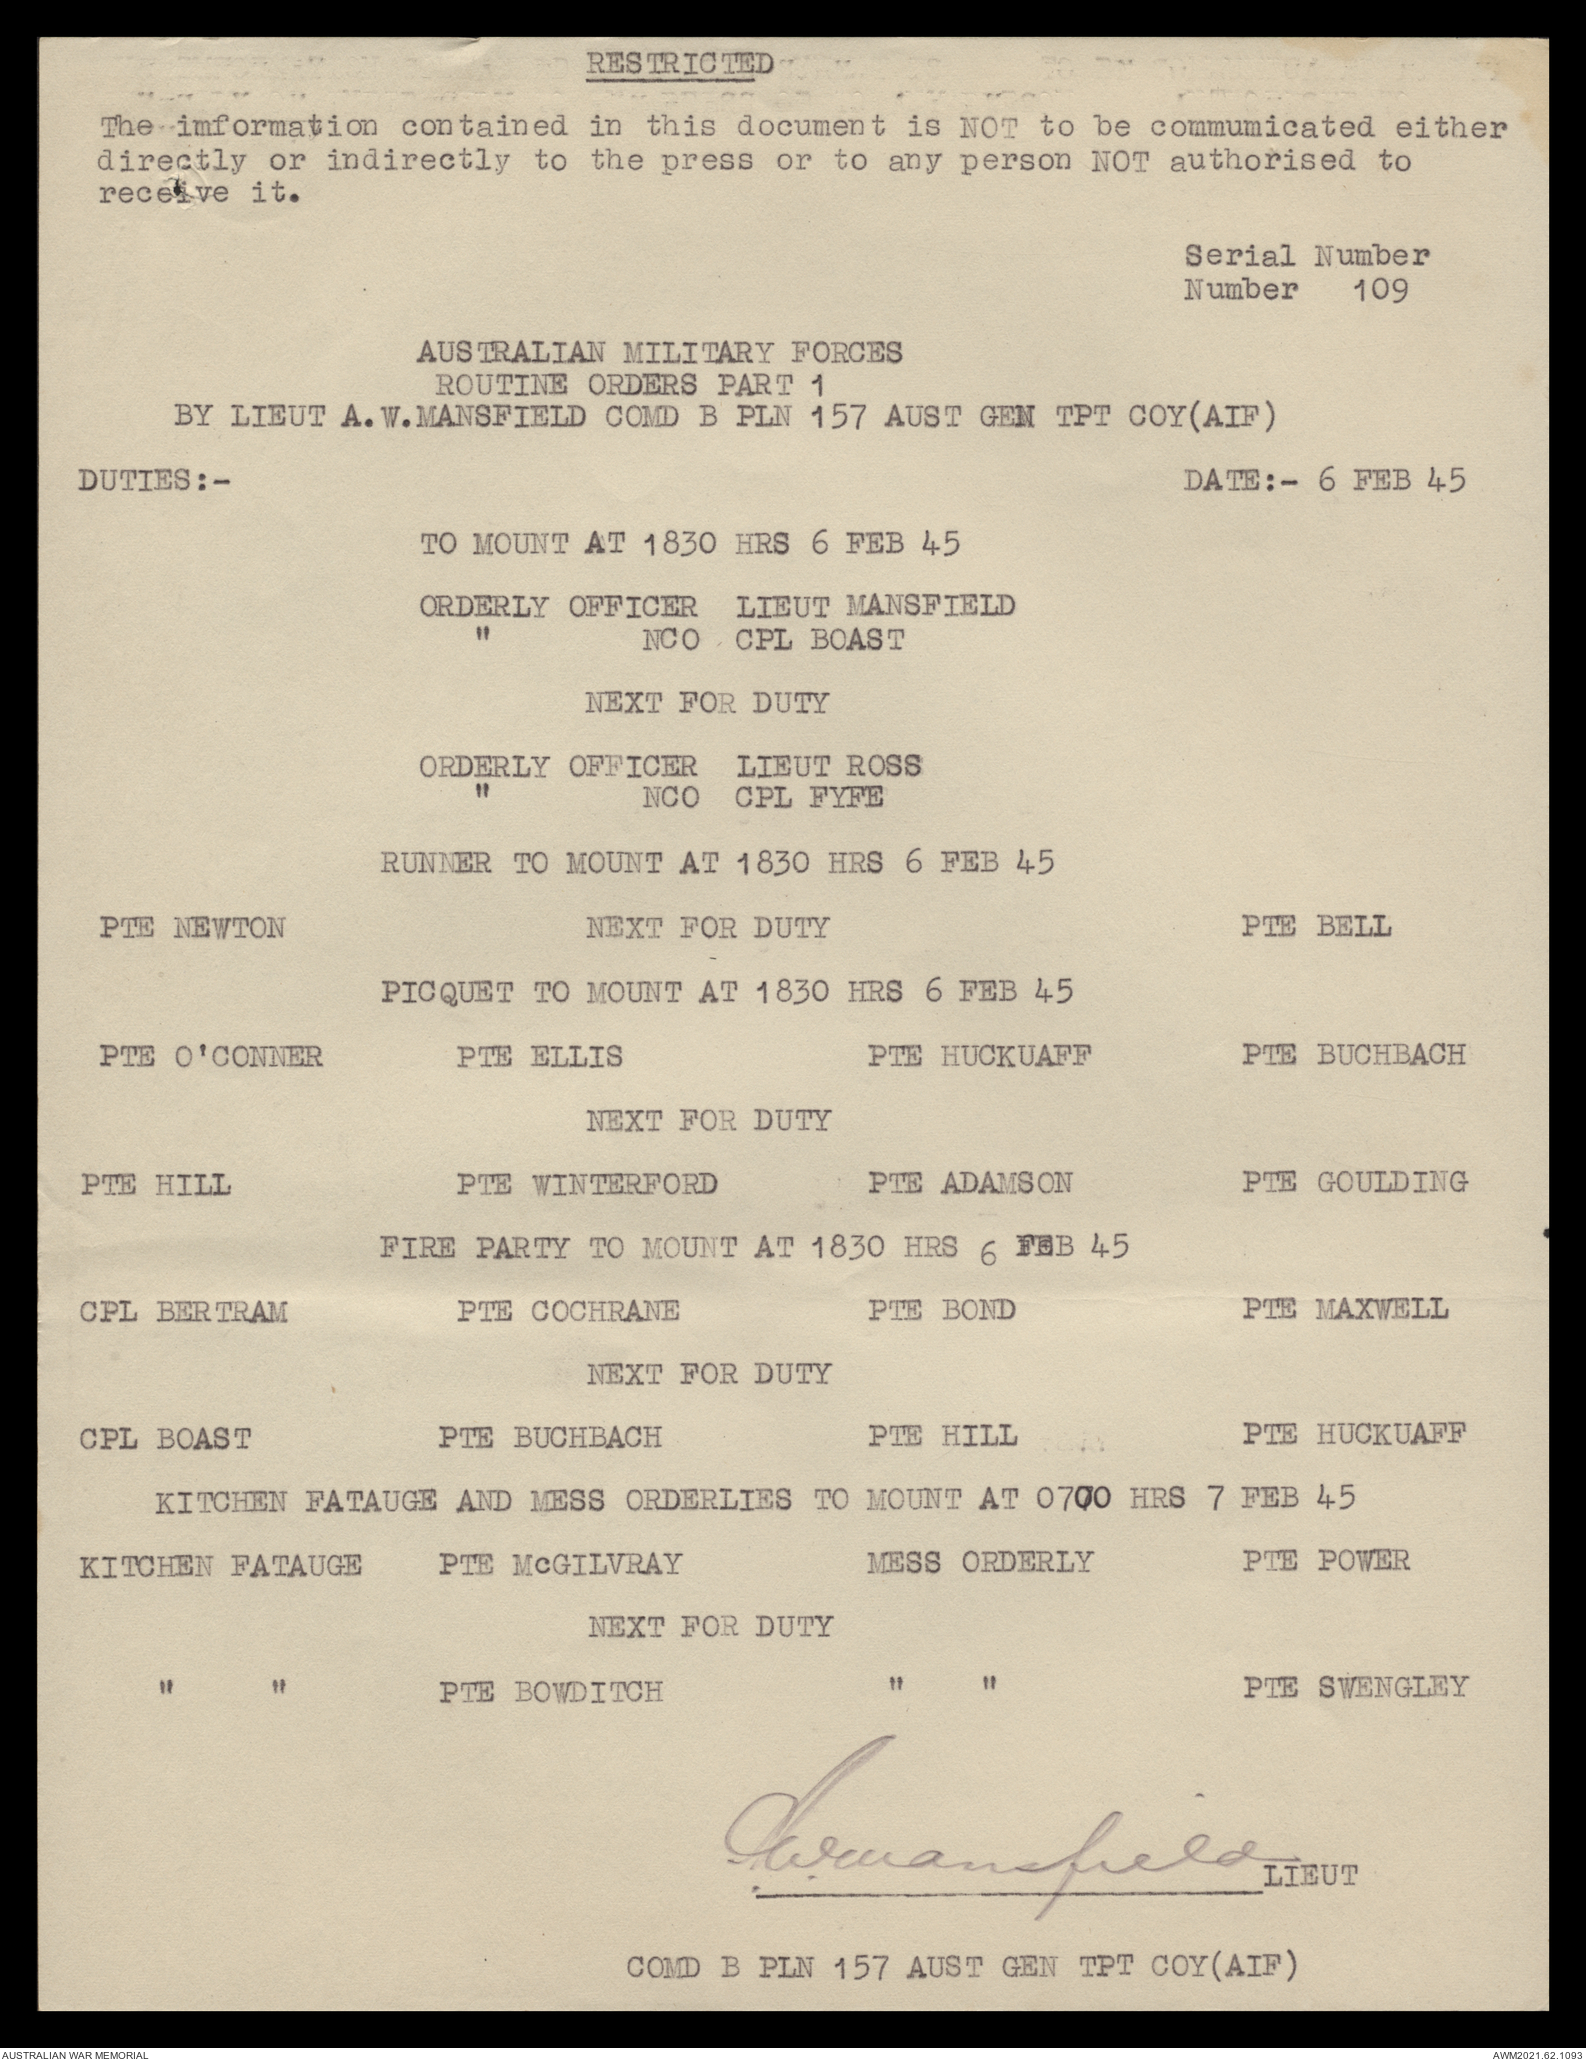 RESTRICTED
The imformation contained in this document is NOT to be commumicated either
directly or indirectly to the press or to any person NOT authorised to
receive it.
Serial Number
Number 109
AUSTRALIAN MILITARY FORCES
ROUTINE ORDERS PART 1
BY LIEUT A.W.MANSFIELD COMD B PLN 157 AUST GEN TPT COY(AIF)
DUTIES:- DATE:- 6 FEB 45
TO MOUNT AT 1830 HRS 6 FEB 45
ORDERLY OFFICER LIEUT MANSFIELD
" NCO CPL BOAST
NEXT FOR DUTY
ORDERLY OFFICER LIEUT ROSS
" NCO CPL FYFE
RUNNER TO MOUNT AT 1830 HRS 6 FEB 45
PTE NEWTON NEXT FOR DUTY PTE BELL
PICQUET TO MOUNT AT 1830 HRS 6 FEB 45
PTE O'CONNER PTE ELLIS PTE HUCKUAFF PTE BUCHBACH
NEXT FOR DUTY
PTE HILL PTE WINTERFORD PTE ADAMSON PTE GOULDING
FIRE PARTY TO MOUNT AT 1830 HRS 6 FEB 45
CPL BERTRAM PTE COCHRANE PTE BOND PTE MAXWELL
NEXT FOR DUTY
CPL BOAST PTE BUCHBACH PTE HILL PTE HUCKUAFF
KITCHEN FATAUGE AND MESS ORDERLIES TO MOUNT AT 0700 HRS 7 FEB 45
KITCHEN FATAUGE PTE McGILVRAY MESS ORDERLY PTE POWER
NEXT FOR DUTY
" " PTE BOWDITCH " " PTE SWENGLEY
AWMansfield LIEUT
COMD B PLN 157 AUST GEN TPT COY(AIF)
AUSTRALIAN WAR MEMORIAL AWM2021.62.1093